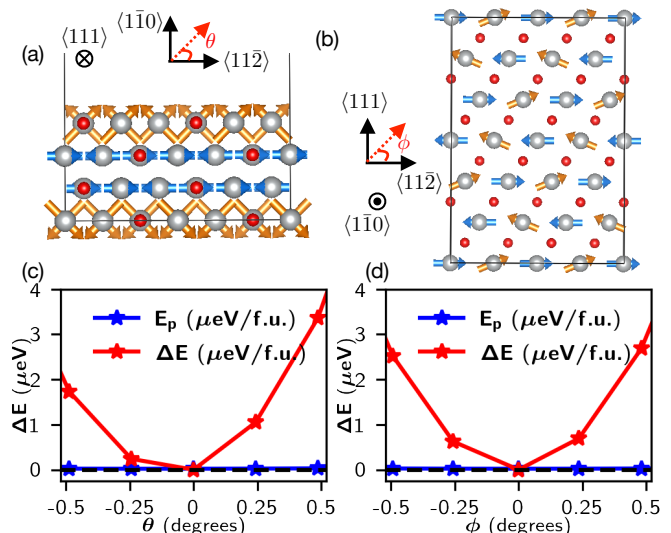 (a)
⟨111⟩
⟨11̄0⟩
θ
⟨112̄⟩
(b)
⟨111⟩
ϕ
⟨112̄⟩
⟨11̄0⟩
(c)
4
3
2
1
0
ΔE (μeV)
Eₚ (μeV/f.u.)
ΔE (μeV/f.u.)
-0.5 -0.25 0 0.25 0.5
θ (degrees)
(d)
4
3
2
1
0
ΔE (μeV)
Eₚ (μeV/f.u.)
ΔE (μeV/f.u.)
-0.5 -0.25 0 0.25 0.5
ϕ (degrees)